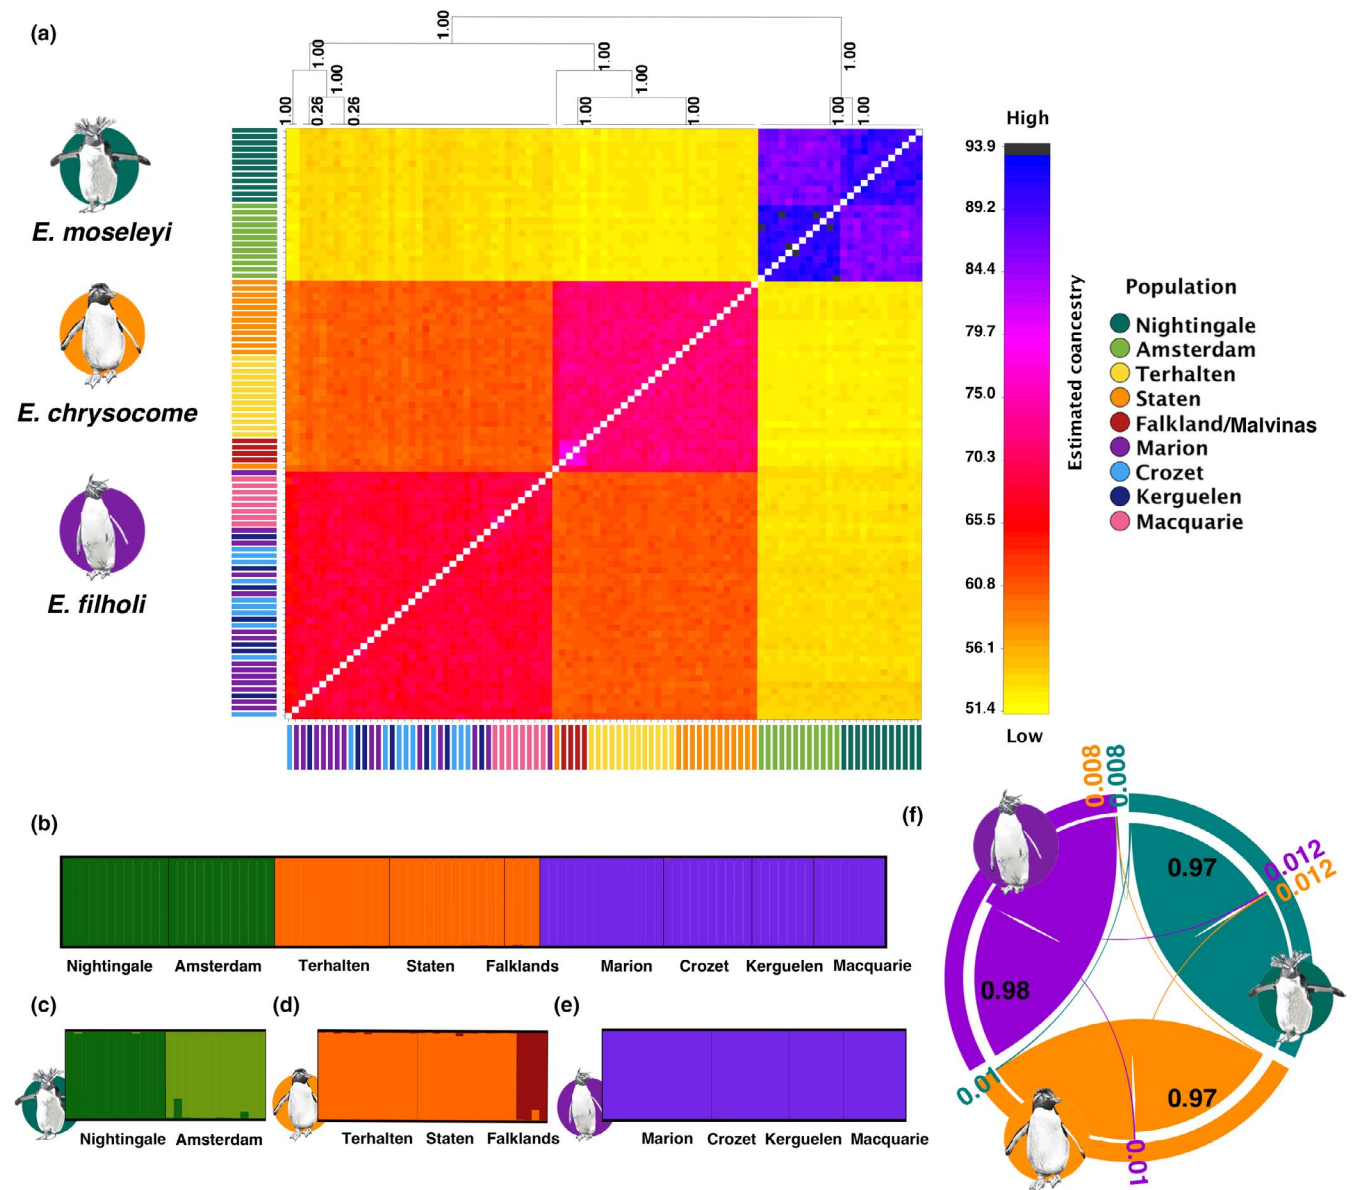 (a)
1.00
1.00
1.00
1.00
1.00
1.00
1.00
0.26
0.26
1.00
1.00
1.00
1.00
1.00
E. moseleyi
E. chrysocome
E. filholi
High
93.9
89.2
84.4
79.7
75.0
70.3
65.5
60.8
56.1
51.4
Low
Estimated coancestry
Population
Nightingale
Amsterdam
Terhalten
Staten
Falkland/Malvinas
Marion
Crozet
Kerguelen
Macquarie
(b)
Nightingale Amsterdam Terhalten Staten Falklands Marion Crozet Kerguelen Macquarie
(c)
Nightingale Amsterdam
(d)
Terhalten Staten Falklands
(e)
Marion Crozet Kerguelen Macquarie
(f)
0.008
0.008
0.97
0.012
0.012
0.98
0.01
0.97
0.01